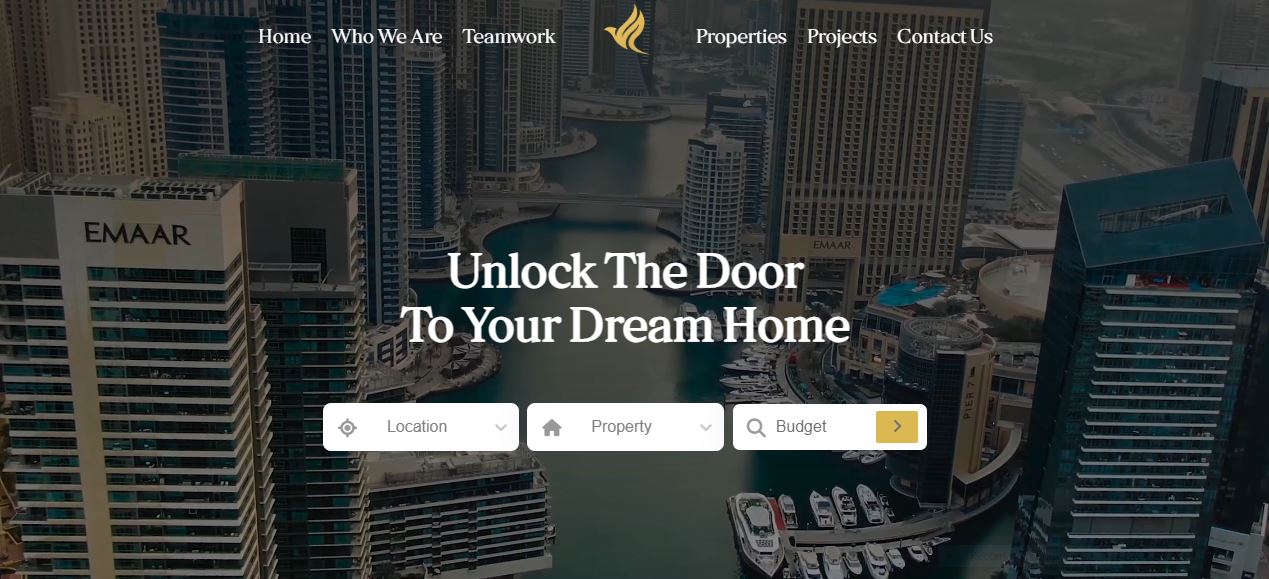 Home Who We Are Teamwork Properties Projects Contact Us
EMAAR
EMAAR
Unlock The Door
To Your Dream Home
PIER 7
Location Property Budget